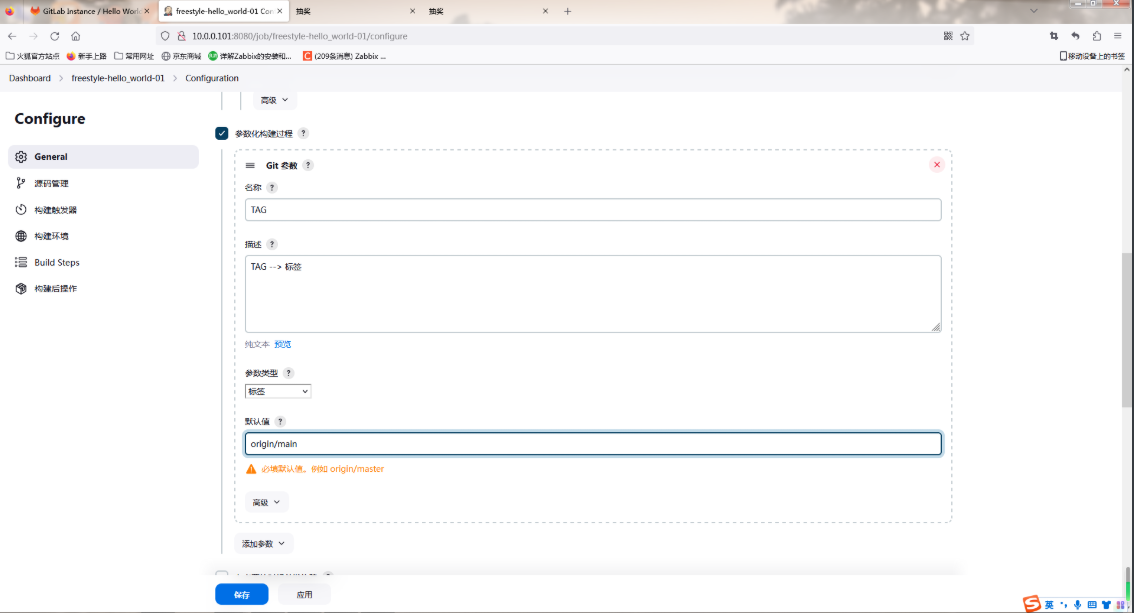 GitLab Instance / Hello World
freestyle-hello_world-01 Con
抽奖
抽奖
10.0.0.101:8080/job/freestyle-hello_world-01/configure
火狐官方站点
新手上路
常用网址
京东商城
详解Zabbix的安装和...
(209条消息) Zabbix ...
移动设备上的书签
Dashboard > freestyle-hello_world-01 > Configuration
Configure
General
源码管理
构建触发器
构建环境
Build Steps
构建后操作
高级
参数化构建过程 ?
Git 参数 ?
名称 ?
TAG
描述 ?
TAG --> 标签
纯文本 预览
参数类型 ?
标签
默认值 ?
origin/main
必填默认值。例如 origin/master
高级
添加参数
保存
应用
英